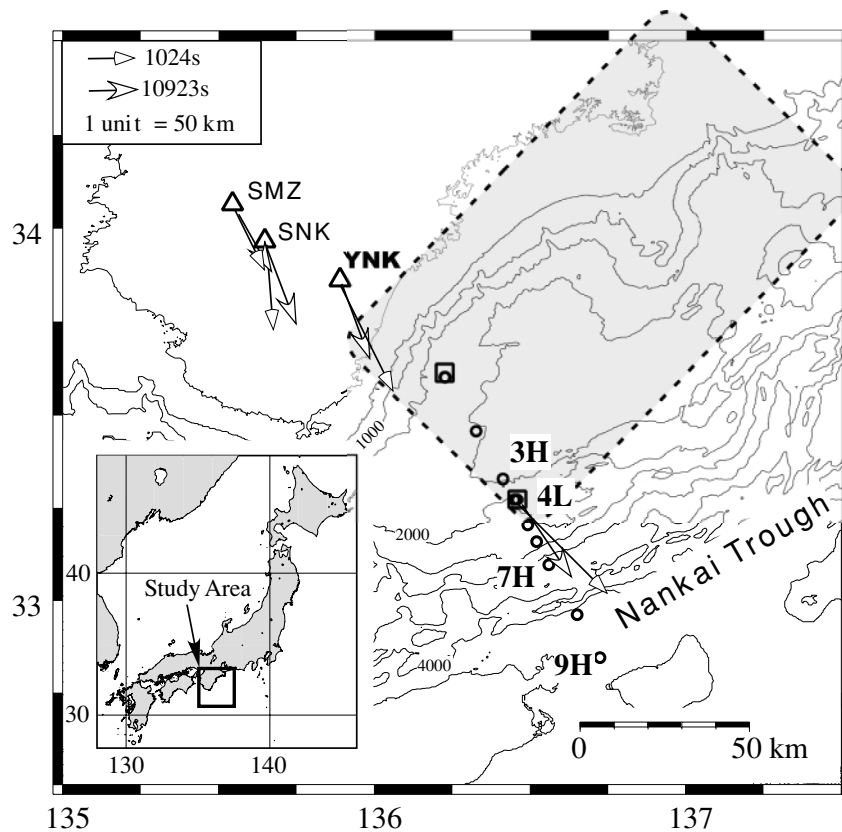 1024s
10923s
1 unit = 50 km
SMZ
SNK
YNK
34
1000
3H
4L
2000
7H
Nankai Trough
33
4000
9H
Study Area
40
30
130
140
0
50 km
135
136
137